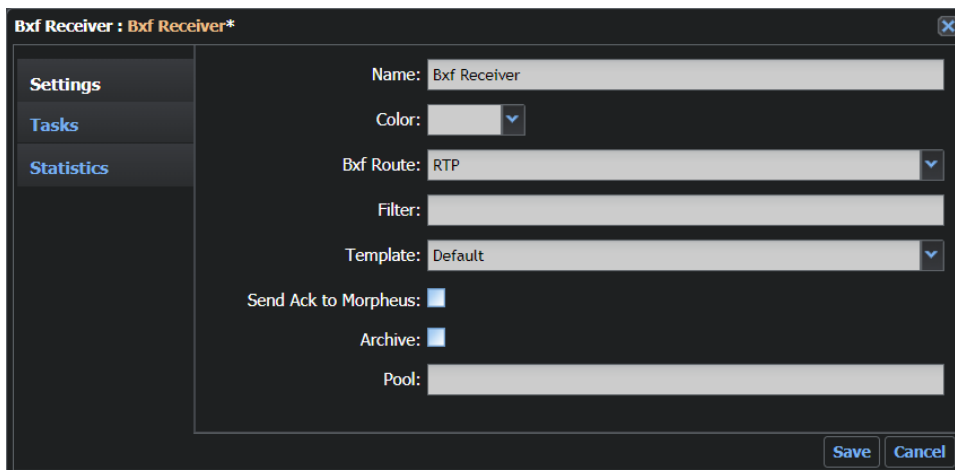 Bxf Receiver : Bxf Receiver*
Settings
Tasks
Statistics
Name: Bxf Receiver
Color:
Bxf Route: RTP
Filter:
Template: Default
Send Ack to Morpheus:
Archive:
Pool:
Save Cancel